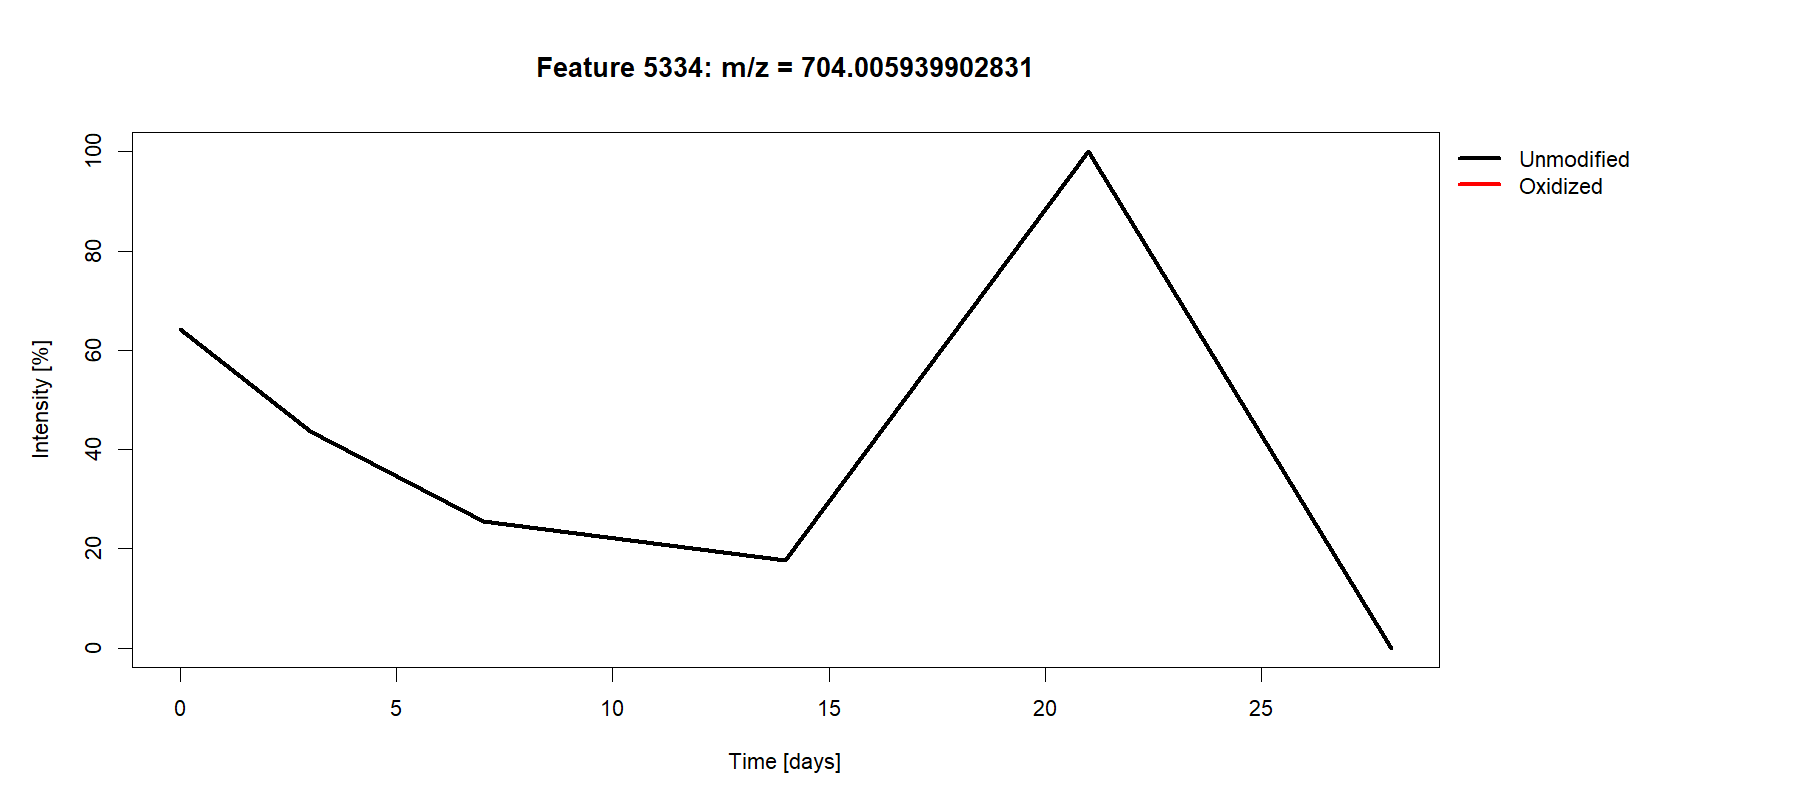 Feature 5334: m/z = 704.005939902831
Unmodified
Oxidized
Intensity [%]
100
80
60
40
20
0
0 5 10 15 20 25
Time [days]